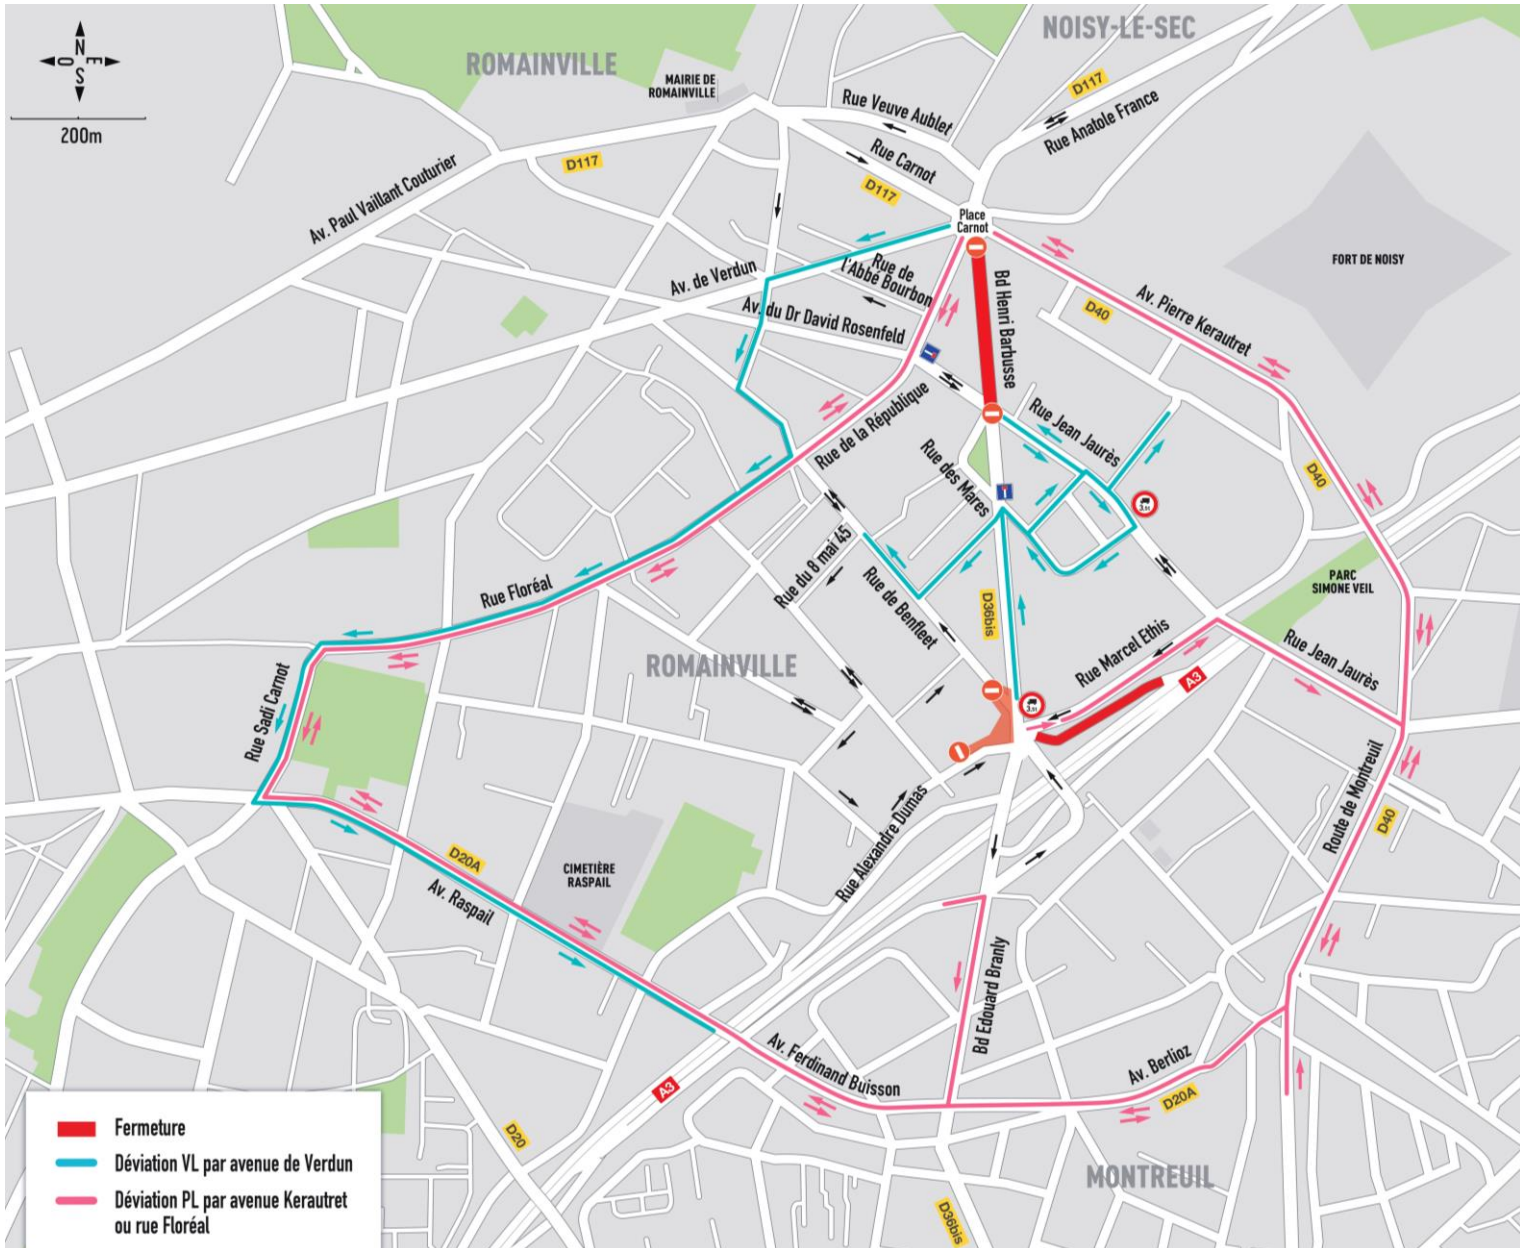 NOISY-LE-SEC
N
O
E
S
200m
ROMAINVILLE
MAIRIE DE
ROMAINVILLE
D117
Rue Veuve Aublet
Rue Anatole France
Rue Carnot
D117
D117
Av. Paul Vaillant Couturier
Place
Carnot
FORT DE NOISY
Av. de Verdun
Rue de
l'Abbé Bourbon
Bd Henri Barbusse
Av. Pierre Kerautret
D40
Av. du Dr David Rosenfeld
Rue de la République
Rue Jean Jaurès
Rue des Mares
D40
Rue du 8 mai 45
Rue Floréal
Rue de Benfleet
D36bis
PARC
SIMONE VEIL
ROMAINVILLE
Rue Marcel Ethis
Rue Jean Jaurès
A3
Rue Sadi Carnot
Route de Montreuil
D40
Rue Alexandre Dumas
D20A
CIMETIÈRE
RASPAIL
Av. Raspail
Bd Edouard Branly
Av. Ferdinand Buisson
Av. Berlioz
A3
D20A
D20
MONTREUIL
D36bis
Fermeture
Déviation VL par avenue de Verdun
Déviation PL par avenue Kerautret
ou rue Floréal